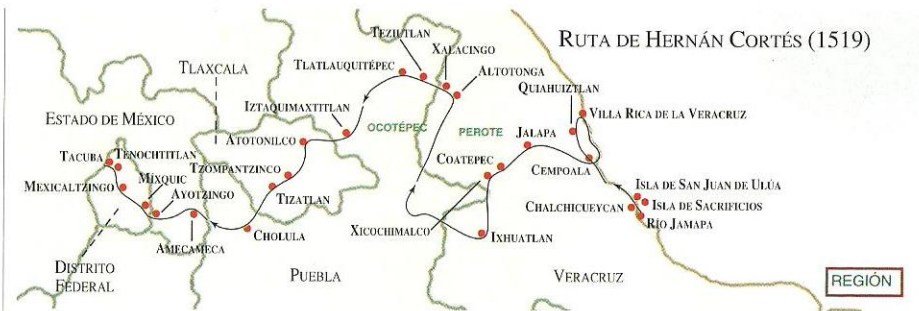 RUTA DE HERNÁN CORTÉS (1519)
TEZIUTLAN
XALACINGO
TLATLAUQUITÉPEC
ALTOTONGA
TLAXCALA
QUIAHUIZTLAN
IZTAQUIMAXTITLAN
VILLA RICA DE LA VERACRUZ
ESTADO DE MÉXICO
OCOTÉPEC
PEROTE
JALAPA
ATOTONILCO
TACUBA
TENOCHTITLAN
TZOMPANTZINCO
COATEPEC
CEMPOALA
MEXICALTZINGO
MIXQUIC
AYOTZINGO
TIZATLAN
ISLA DE SAN JUAN DE ULÚA
CHALCHICUEYCAN
ISLA DE SACRIFICIOS
RÍO JAMAPA
XICOCHIMALCO
IXHUATLAN
CHOLULA
AMECAMECA
DISTRITO
FEDERAL
PUEBLA
VERACRUZ
REGIÓN